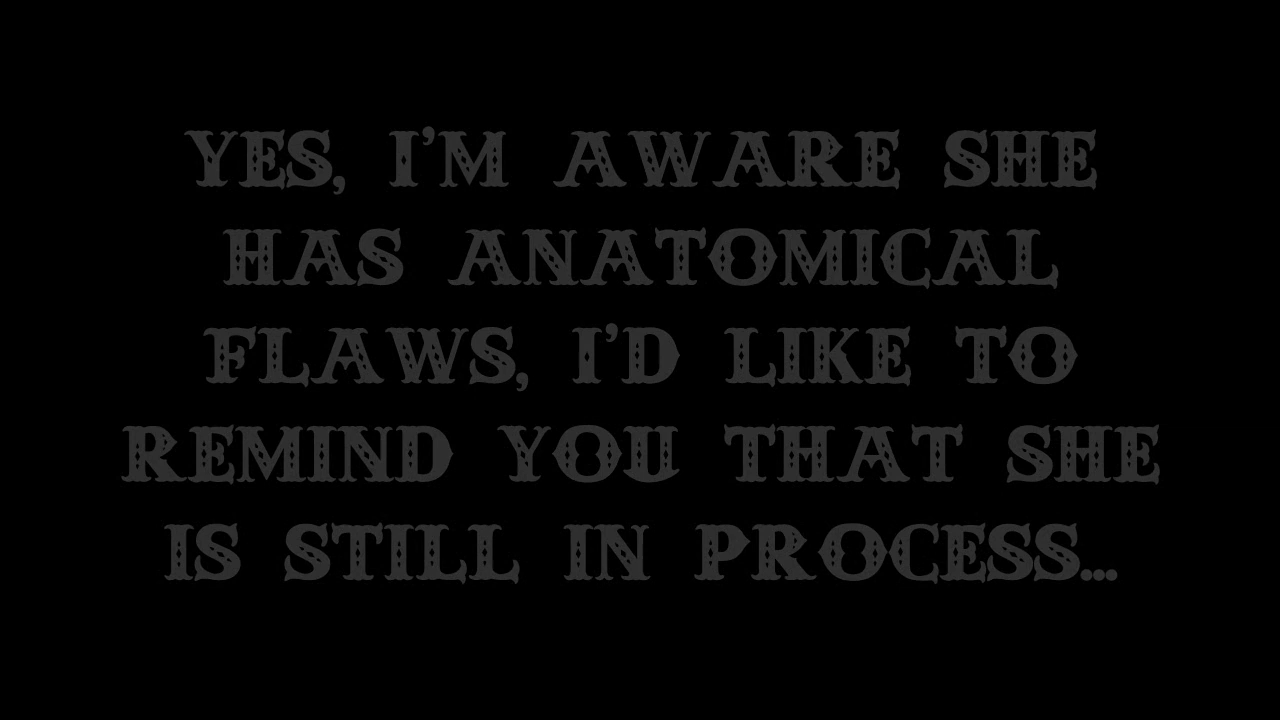 YES, I'M AWARE SHE
HAS ANATOMICAL
FLAWS, I'D LIKE TO
REMIND YOU THAT SHE
IS STILL IN PROCESS...